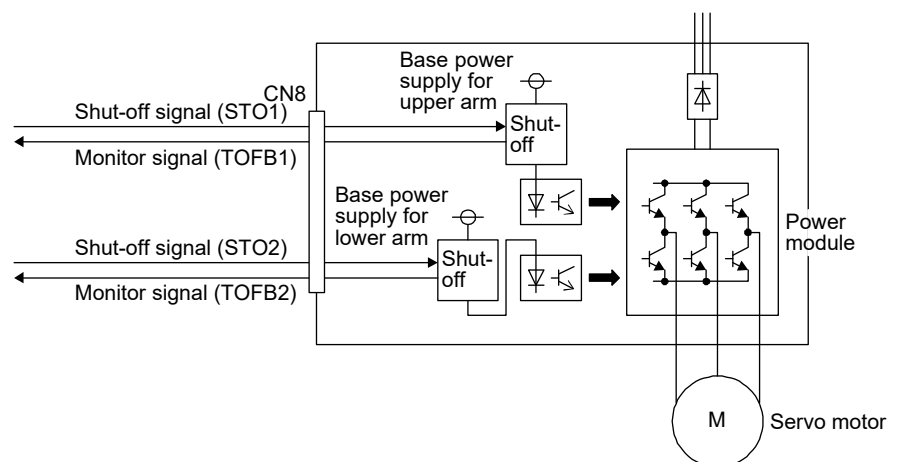 Base power
supply for
upper arm
CN8
Shut-off signal (STO1)
Shut-
off
Monitor signal (TOFB1)
Base power
supply for
lower arm
Power
module
Shut-off signal (STO2)
Shut-
off
Monitor signal (TOFB2)
M
Servo motor